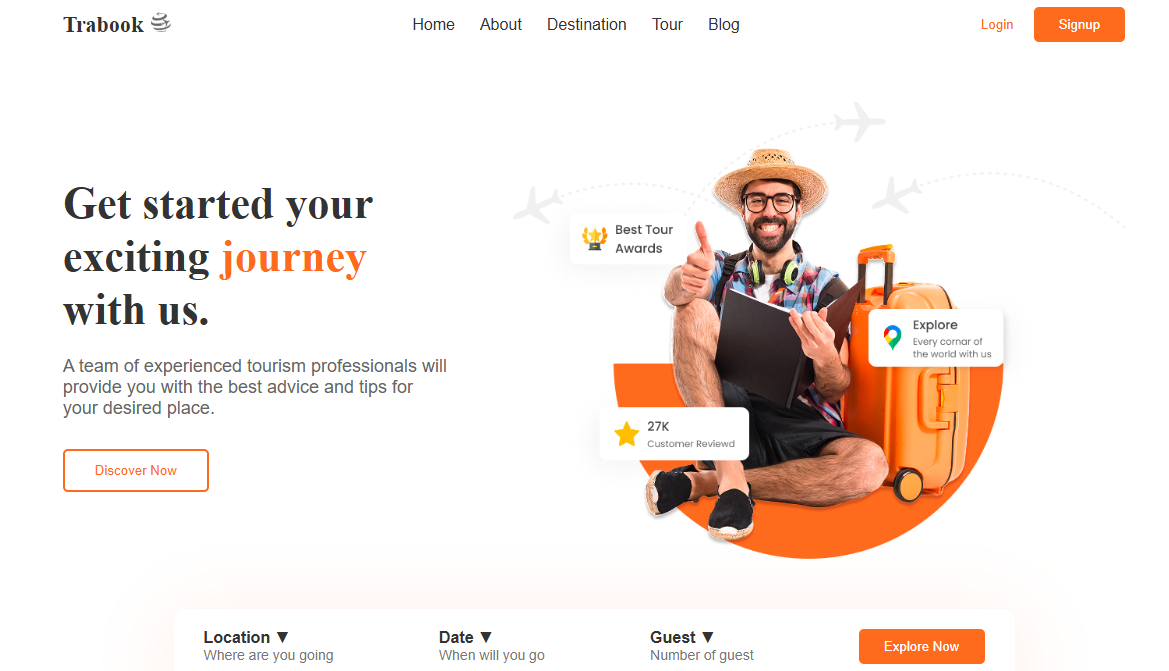 Trabook
Home About Destination Tour Blog
Login Signup
Get started your
exciting journey
with us.
A team of experienced tourism professionals will
provide you with the best advice and tips for
your desired place.
Discover Now
Best Tour
Awards
Explore
Every cornar of
the world with us
27K
Customer Reviewd
Location ▼
Where are you going
Date ▼
When will you go
Guest ▼
Number of guest
Explore Now